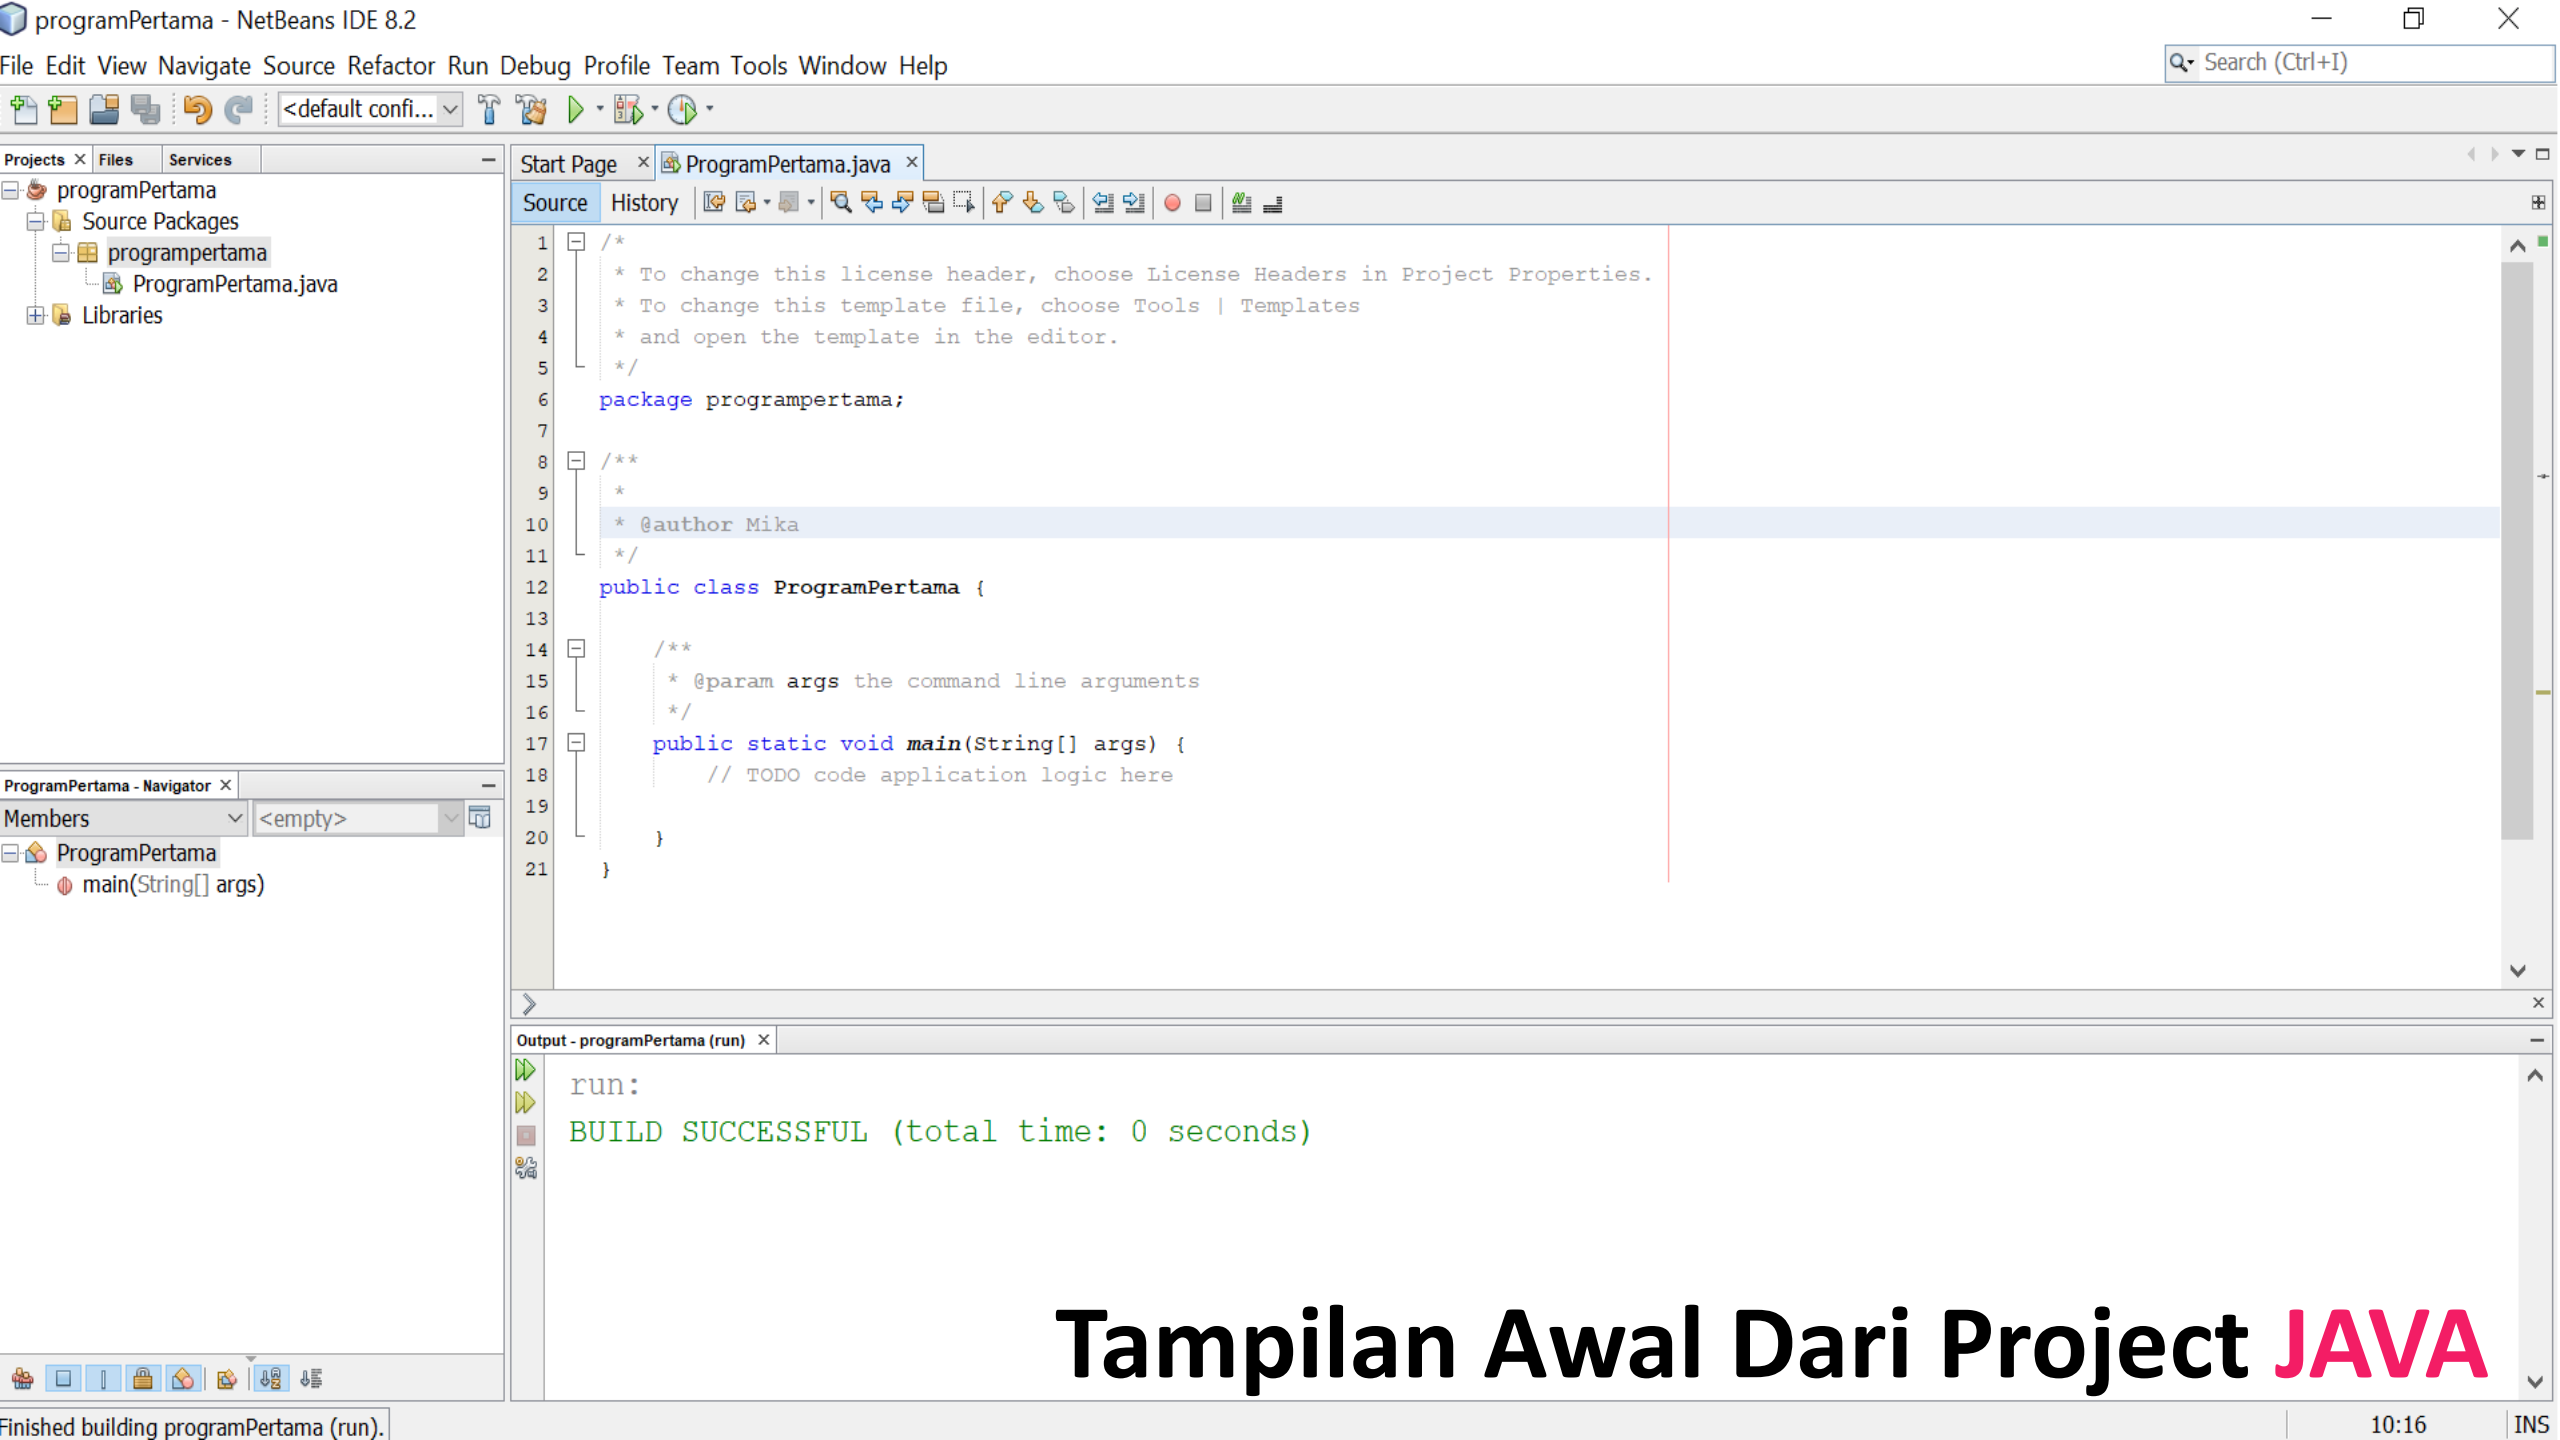 programPertama - NetBeans IDE 8.2
File Edit View Navigate Source Refactor Run Debug Profile Team Tools Window Help
Search (Ctrl+I)
<default confi...
Projects Files Services
programPertama
Source Packages
programpertama
ProgramPertama.java
Libraries
Start Page ProgramPertama.java
Source History
1 /*
2 * To change this license header, choose License Headers in Project Properties.
3 * To change this template file, choose Tools | Templates
4 * and open the template in the editor.
5 */
6 package programpertama;
7
8 /**
9 *
10 * @author Mika
11 */
12 public class ProgramPertama {
13
14 /**
15 * @param args the command line arguments
16 */
17 public static void main(String[] args) {
18 // TODO code application logic here
19
20 }
21 }
ProgramPertama - Navigator
Members <empty>
ProgramPertama
main(String[] args)
Output - programPertama (run)
run:
BUILD SUCCESSFUL (total time: 0 seconds)
Tampilan Awal Dari Project JAVA
Finished building programPertama (run).
10:16 INS